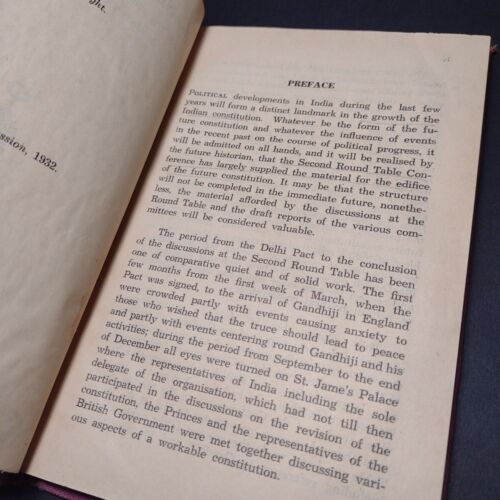 ght.
ssion, 1932.
PREFACE
POLITICAL developments in India during the last few
years will form a distinct landmark in the growth of the
Indian constitution. Whatever be the form of the fu-
ture constitution and whatever the influence of events
in the recent past on the course of political progress, it
will be admitted on all hands, and it will be realised by
the future historian, that the Second Round Table Con-
ference has largely supplied the material for the edifice
of the future constitution. It may be that the structure
will not be completed in the immediate future, nonethe-
less, the material afforded by the discussions at the
Round Table and the draft reports of the various com-
mittees will be considered valuable.
The period from the Delhi Pact to the conclusion
of the discussions at the Second Round Table has been
one of comparative quiet and of solid work. The first
few months from the first week of March, when the
Pact was signed, to the arrival of Gandhiji in England
were crowded partly with events causing anxiety to
those who wished that the truce should lead to peace
and partly with events centering round Gandhiji and his
activities; during the period from September to the end
of December all eyes were turned on St. Jame's Palace
where the representatives of India including the sole
delegate of the organisation, which had not till then
participated in the discussions on the revision of the
constitution, the Princes and the representatives of the
British Government were met together discussing vari-
ous aspects of a workable constitution.